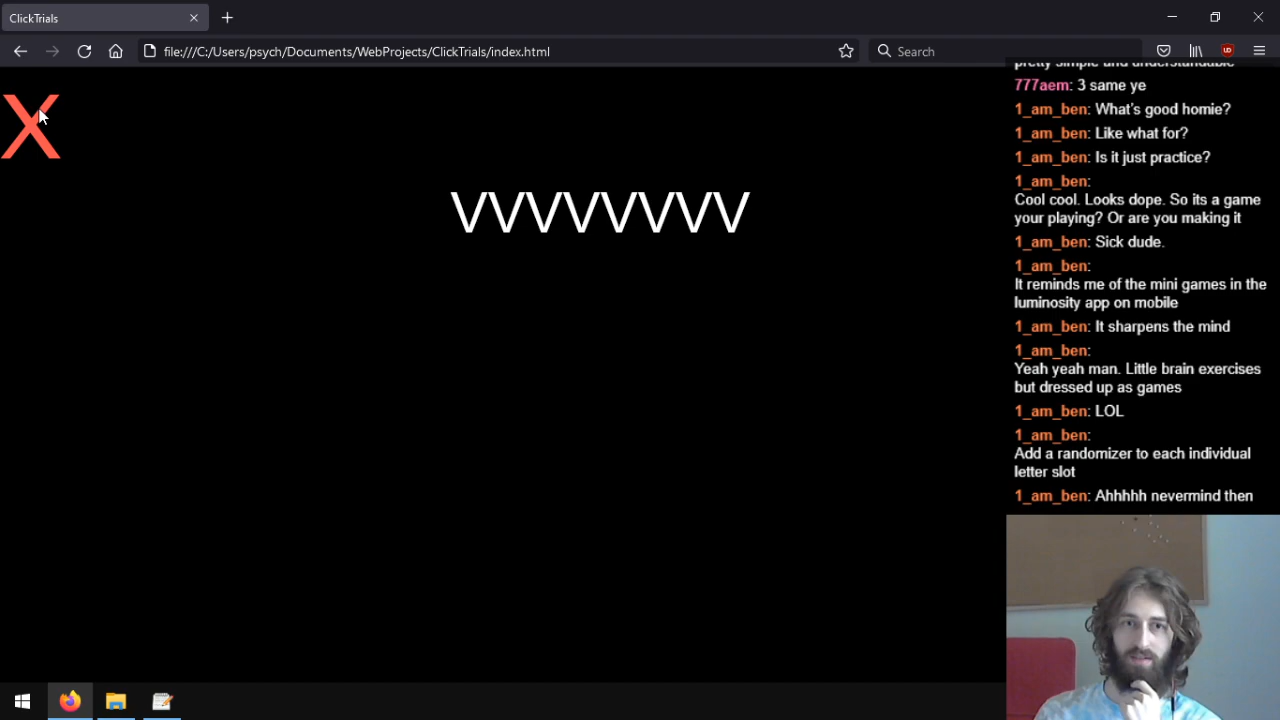 ClickTrials
file:///C:/Users/psych/Documents/WebProjects/ClickTrials/index.html
Search
X
VVVVVVVV
pretty simple and understandable
777aem: 3 same ye
1_am_ben: What's good homie?
1_am_ben: Like what for?
1_am_ben: Is it just practice?
1_am_ben:
Cool cool. Looks dope. So its a game
your playing? Or are you making it
1_am_ben: Sick dude.
1_am_ben:
It reminds me of the mini games in the
luminosity app on mobile
1_am_ben: It sharpens the mind
1_am_ben:
Yeah yeah man. Little brain exercises
but dressed up as games
1_am_ben: LOL
1_am_ben:
Add a randomizer to each individual
letter slot
1_am_ben: Ahhhhh nevermind then